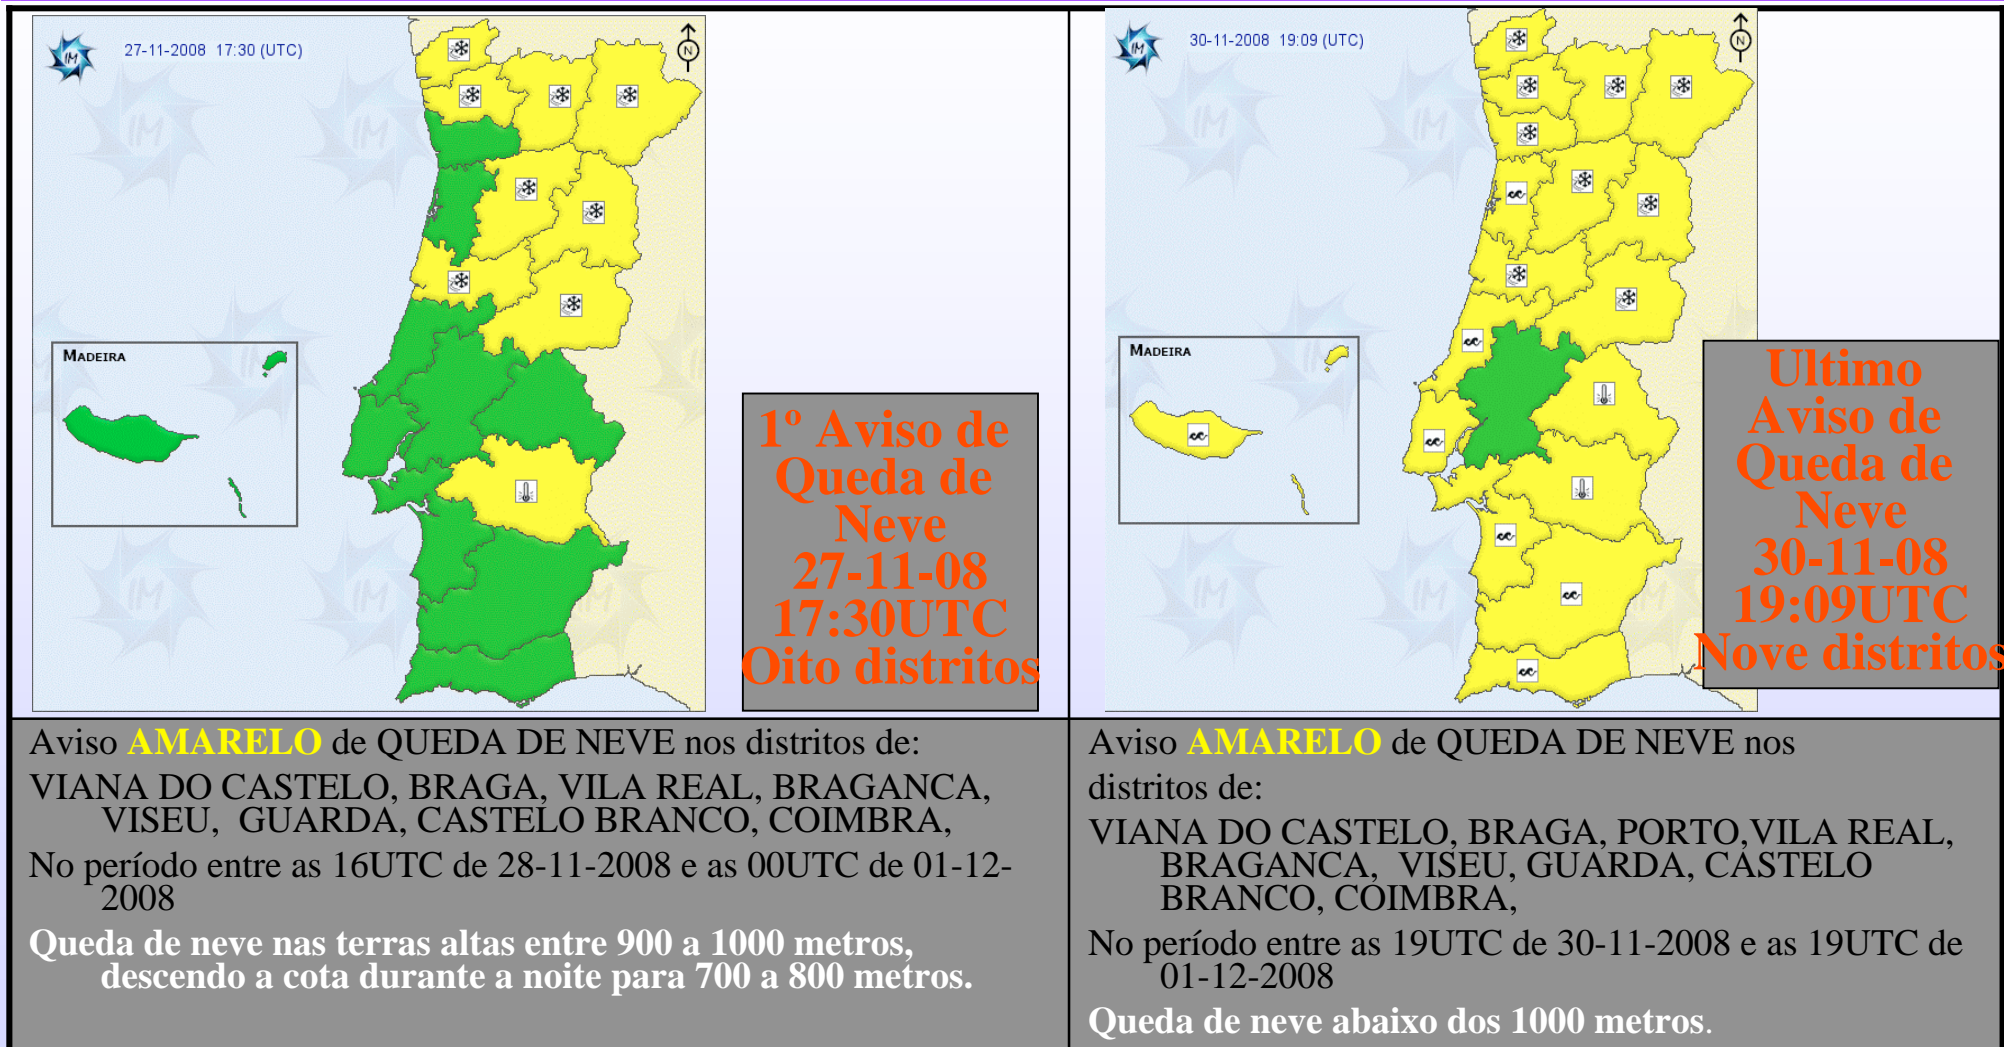 27-11-2008 17:30 (UTC)
N
IM
MADEIRA
1º Aviso de
Queda de
Neve
27-11-08
17:30UTC
Oito distritos
Aviso AMARELO de QUEDA DE NEVE nos distritos de:
VIANA DO CASTELO, BRAGA, VILA REAL, BRAGANCA,
VISEU, GUARDA, CASTELO BRANCO, COIMBRA,
No período entre as 16UTC de 28-11-2008 e as 00UTC de 01-12-
2008
Queda de neve nas terras altas entre 900 a 1000 metros,
descendo a cota durante a noite para 700 a 800 metros.
30-11-2008 19:09 (UTC)
N
IM
MADEIRA
Ultimo
Aviso de
Queda de
Neve
30-11-08
19:09UTC
Nove distritos
Aviso AMARELO de QUEDA DE NEVE nos
distritos de:
VIANA DO CASTELO, BRAGA, PORTO,VILA REAL,
BRAGANCA, VISEU, GUARDA, CASTELO
BRANCO, COIMBRA,
No período entre as 19UTC de 30-11-2008 e as 19UTC de
01-12-2008
Queda de neve abaixo dos 1000 metros.